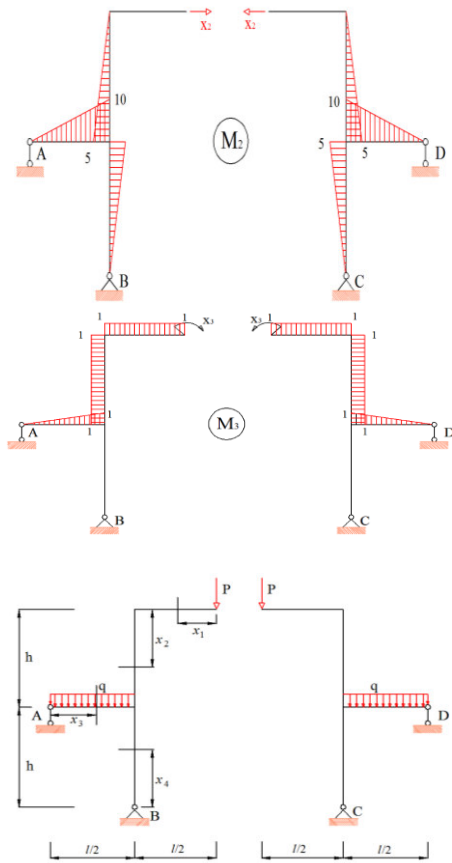 X₂ X₂
10 10
A 5 M₂ 5 5 D
B C
1 1 X₃ X₃ 1 1
1 1
A 1 1 M₃ 1 D
B C
P P
h x₁ x₂
q q
A x₃ D
h x₄
B C
l/2 l/2 l/2 l/2